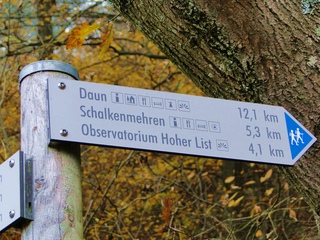 Daun 12,1 km
Schalkenmehren 5,3 km
Observatorium Hoher List 4,1 km